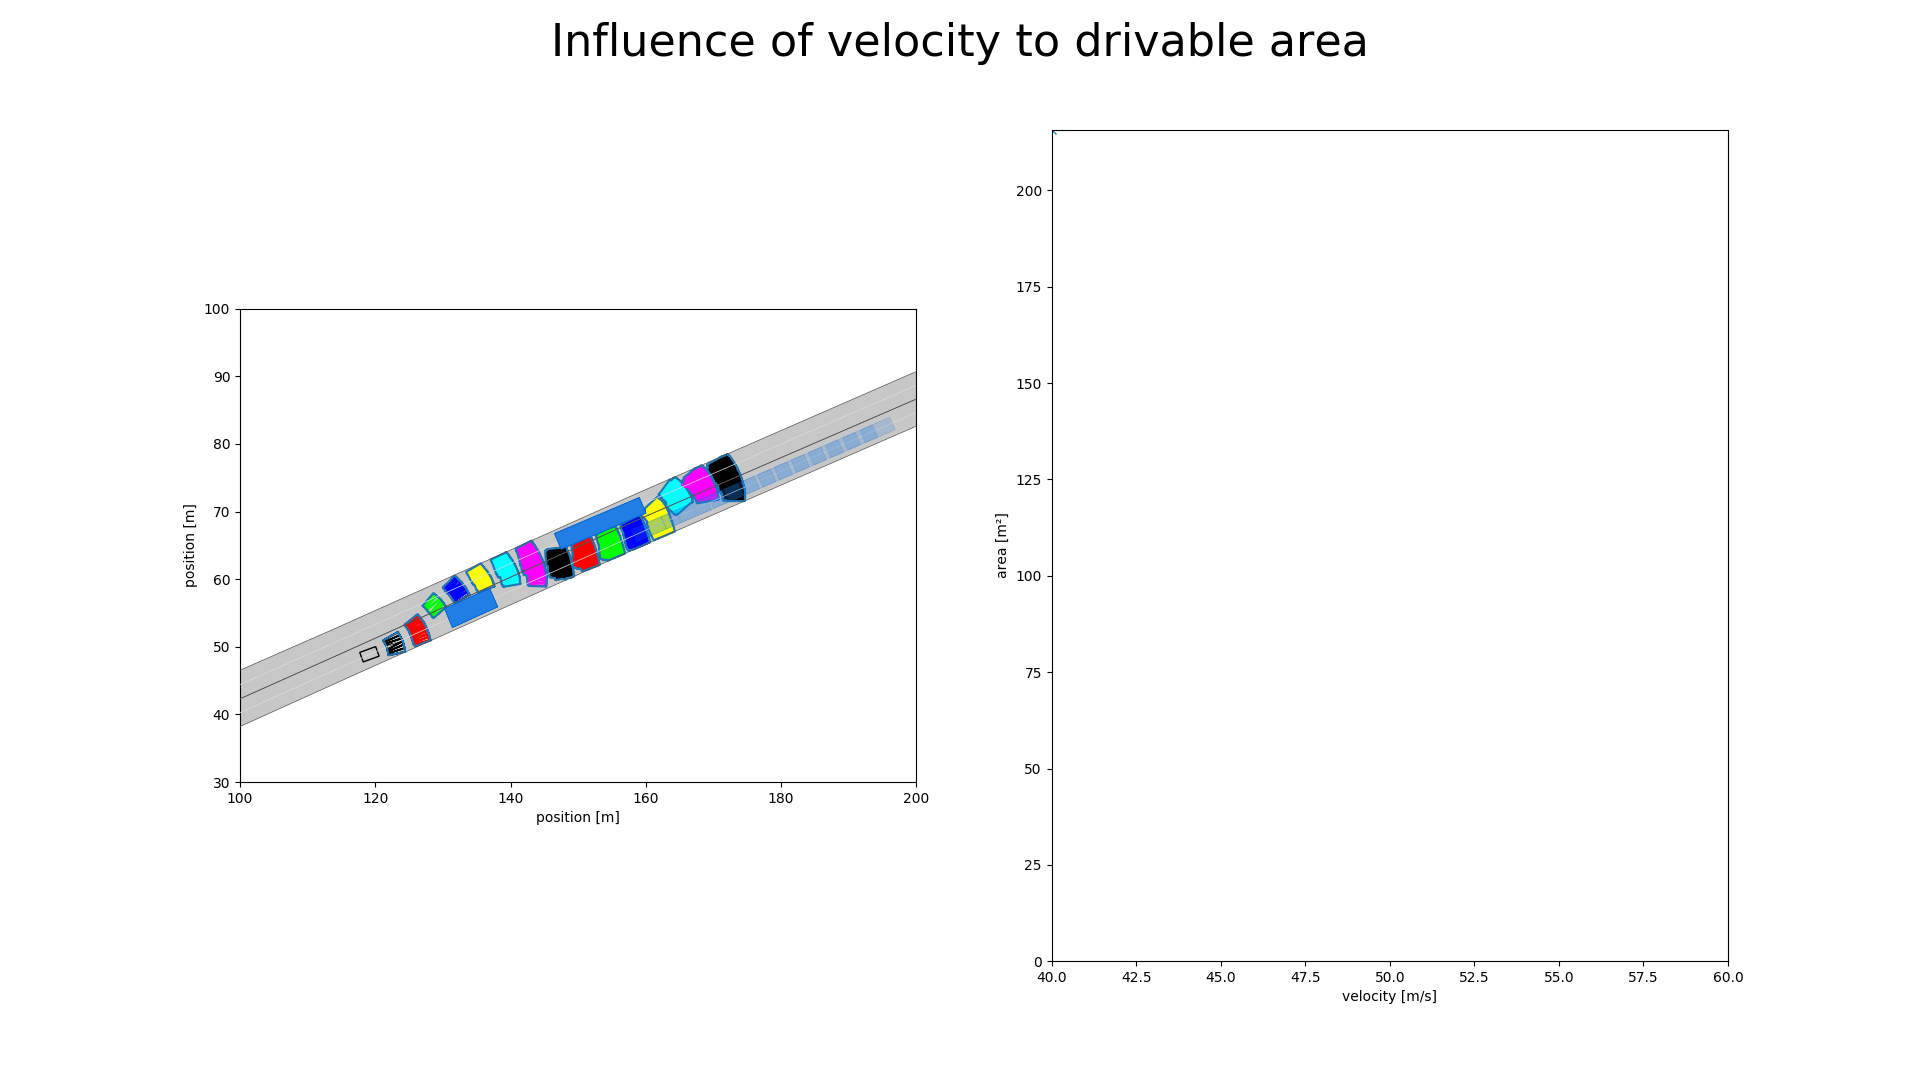 Influence of velocity to drivable area
100
90
80
70
60
50
40
30
position [m]
100 120 140 160 180 200
position [m]
200
175
150
125
100
75
50
25
0
area [m²]
40.0 42.5 45.0 47.5 50.0 52.5 55.0 57.5 60.0
velocity [m/s]